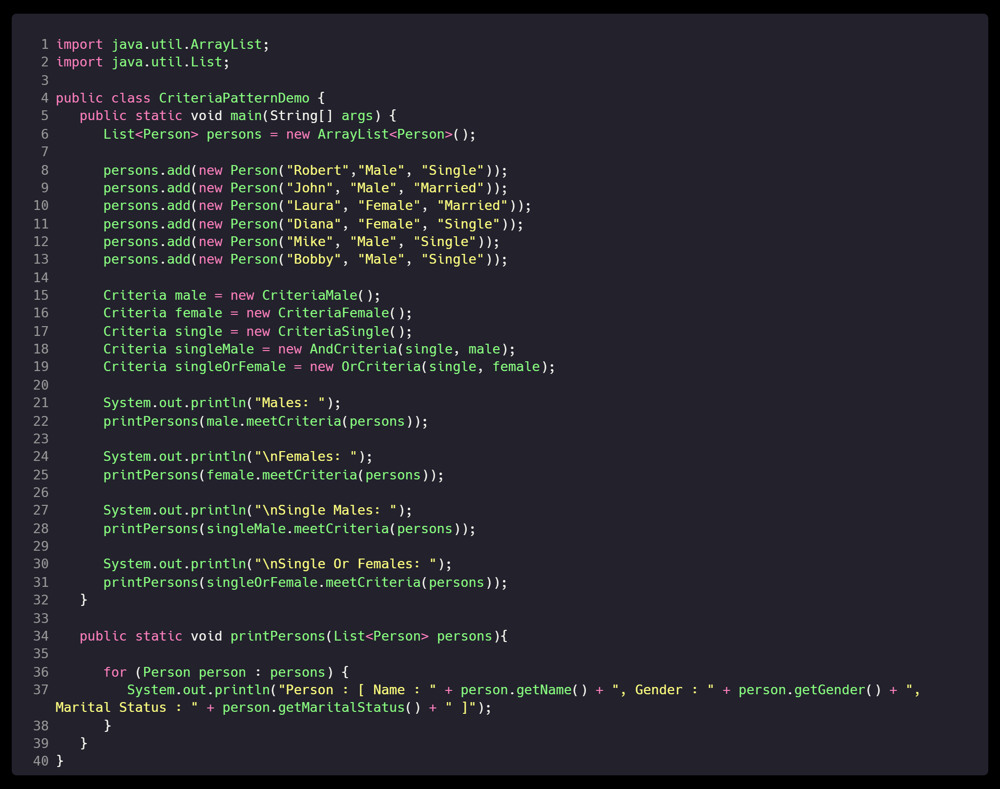 1 import java.util.ArrayList;
2 import java.util.List;
3
4 public class CriteriaPatternDemo {
5    public static void main(String[] args) {
6       List<Person> persons = new ArrayList<Person>();
7
8       persons.add(new Person("Robert","Male", "Single"));
9       persons.add(new Person("John", "Male", "Married"));
10       persons.add(new Person("Laura", "Female", "Married"));
11       persons.add(new Person("Diana", "Female", "Single"));
12       persons.add(new Person("Mike", "Male", "Single"));
13       persons.add(new Person("Bobby", "Male", "Single"));
14
15       Criteria male = new CriteriaMale();
16       Criteria female = new CriteriaFemale();
17       Criteria single = new CriteriaSingle();
18       Criteria singleMale = new AndCriteria(single, male);
19       Criteria singleOrFemale = new OrCriteria(single, female);
20
21       System.out.println("Males: ");
22       printPersons(male.meetCriteria(persons));
23
24       System.out.println("\nFemales: ");
25       printPersons(female.meetCriteria(persons));
26
27       System.out.println("\nSingle Males: ");
28       printPersons(singleMale.meetCriteria(persons));
29
30       System.out.println("\nSingle Or Females: ");
31       printPersons(singleOrFemale.meetCriteria(persons));
32    }
33
34    public static void printPersons(List<Person> persons){
35
36       for (Person person : persons) {
37          System.out.println("Person : [ Name : " + person.getName() + ", Gender : " + person.getGender() + ",
Marital Status : " + person.getMaritalStatus() + " ]");
38       }
39    }
40 }